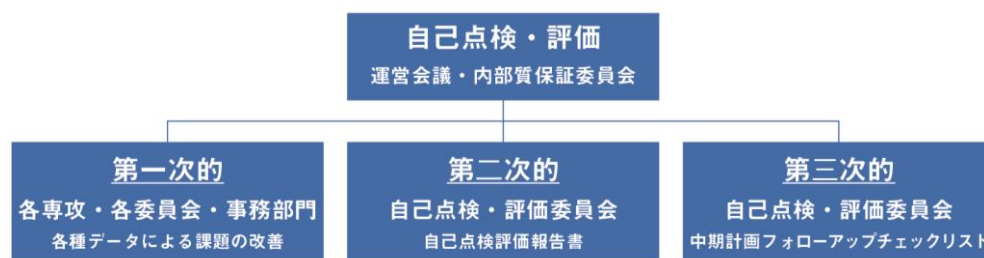 自己点検・評価
運営会議・内部質保証委員会
第一次的
各専攻・各委員会・事務部門
各種データによる課題の改善
第二次的
自己点検・評価委員会
自己点検評価報告書
第三次的
自己点検・評価委員会
中期計画フォローアップチェックリスト